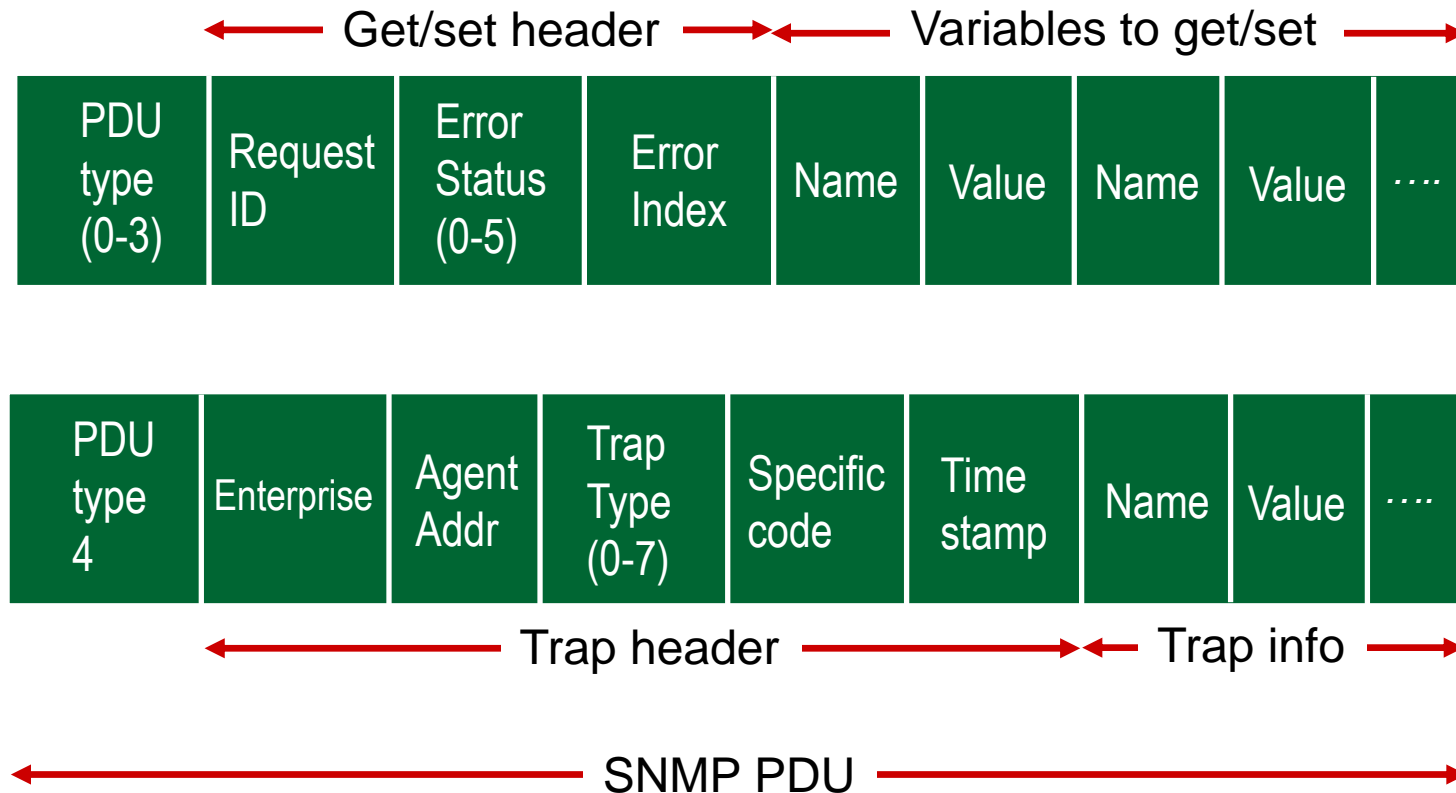 Get/set header
Variables to get/set
PDU
type
(0-3)
Request
ID
Error
Status
(0-5)
Error
Index
Name
Value
Name
Value
....
PDU
type
4
Enterprise
Agent
Addr
Trap
Type
(0-7)
Specific
code
Time
stamp
Name
Value
....
Trap header
Trap info
SNMP PDU